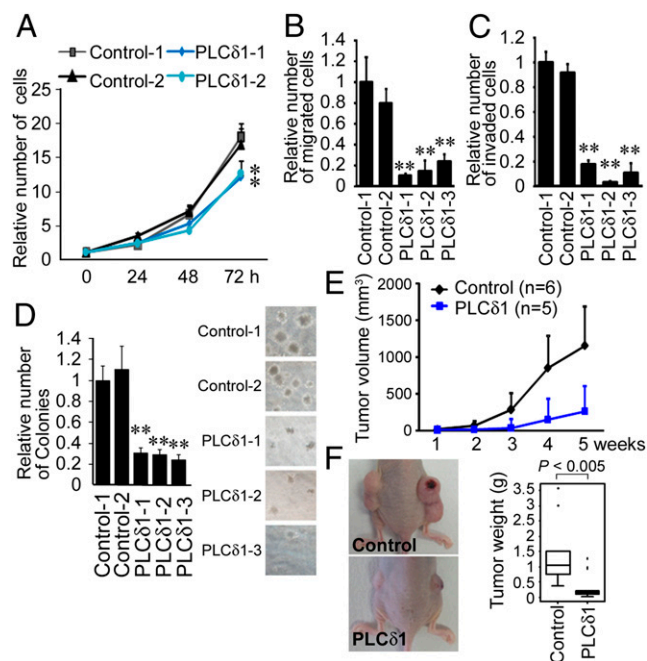 A
Control-1 PLCδ1-1
Control-2 PLCδ1-2
Relative number of cells
25
20
15
10
5
0
**
0 24 48 72 h
B
Relative number
of migrated cells
1.4
1.2
1
0.8
0.6
0.4
0.2
0
** ** **
Control-1
Control-2
PLCδ1-1
PLCδ1-2
PLCδ1-3
C
Relative number
of invaded cells
1.2
1
0.8
0.6
0.4
0.2
0
** ** **
Control-1
Control-2
PLCδ1-1
PLCδ1-2
PLCδ1-3
D
Relative number
of Colonies
1.4
1.2
1
0.8
0.6
0.4
0.2
0
** ** **
Control-1
Control-2
PLCδ1-1
PLCδ1-2
PLCδ1-3
Control-1
Control-2
PLCδ1-1
PLCδ1-2
PLCδ1-3
E
Tumor volume (mm³)
2000
1500
1000
500
0
Control (n=6)
PLCδ1 (n=5)
1 2 3 4 5 weeks
F
Control
PLCδ1
P < 0.005
Tumor weight (g)
3.5
3
2.5
2
1.5
1
0.5
0
Control
PLCδ1